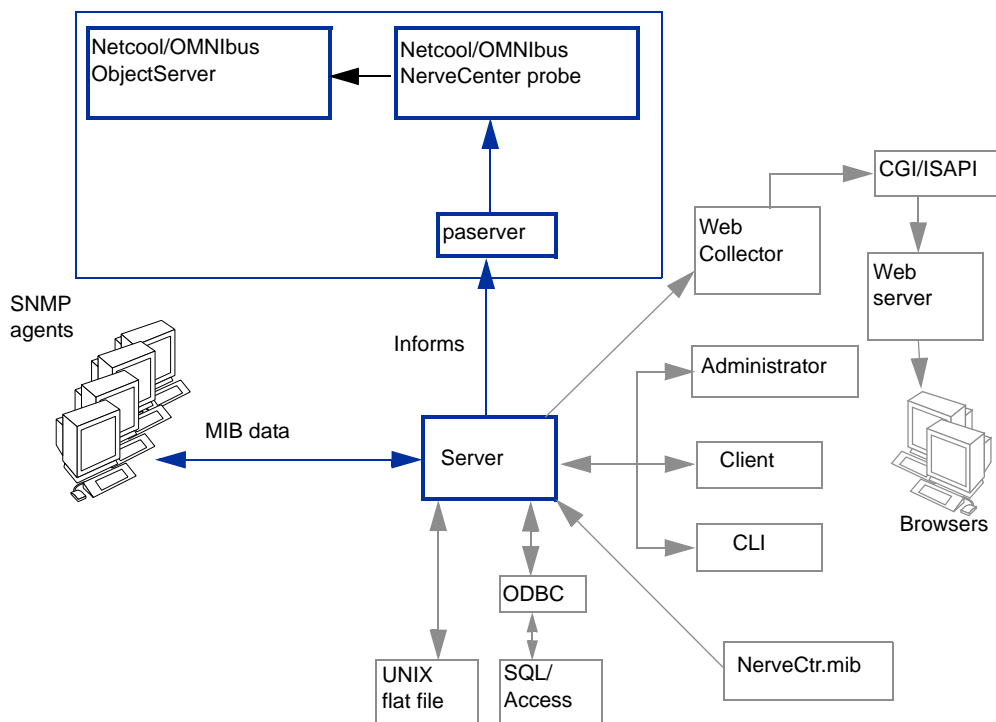 Netcool/OMNIbus
ObjectServer
Netcool/OMNIbus
NerveCenter probe
paserver
CGI/ISAPI
Web
Collector
Web
server
SNMP
agents
Informs
Administrator
MIB data
Server
Client
Browsers
CLI
ODBC
UNIX
flat file
SQL/
Access
NerveCtr.mib